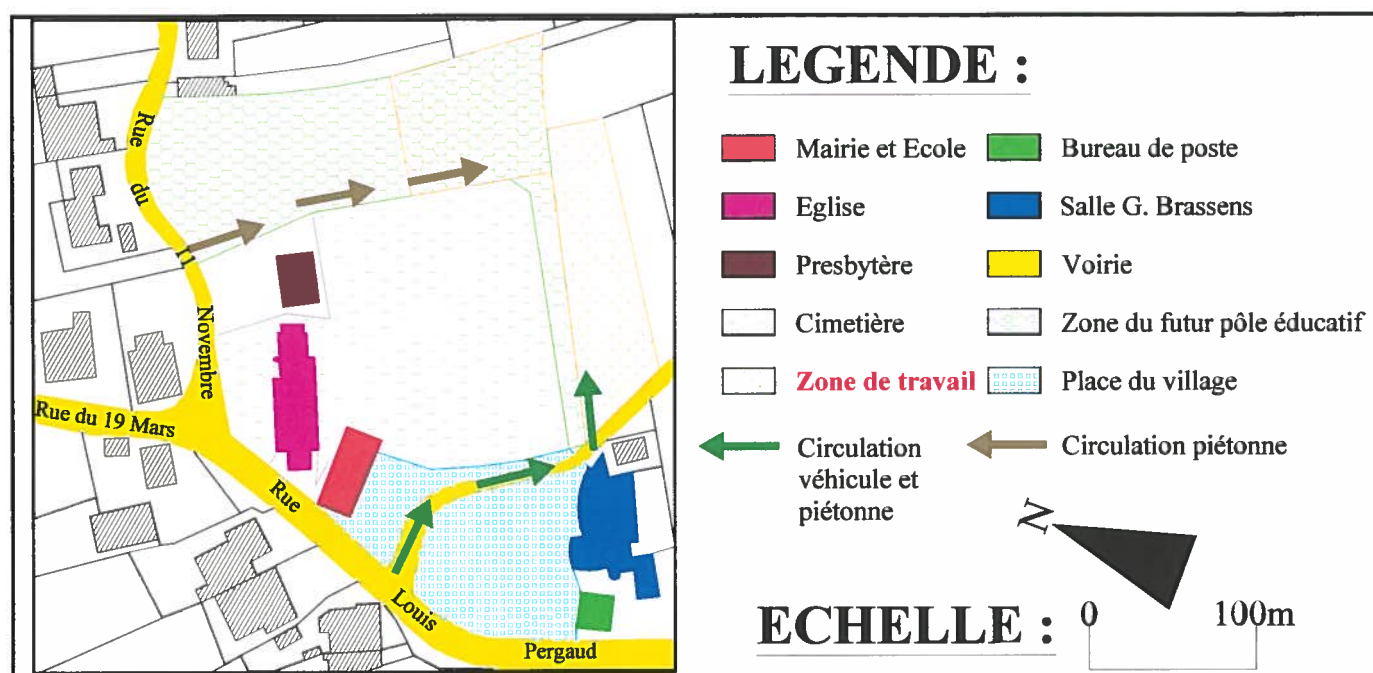 Rue
du
11
Novembre
Rue du 19 Mars
Rue
Louis
Pergaud
LEGENDE :
Mairie et Ecole
Bureau de poste
Eglise
Salle G. Brassens
Presbytère
Voirie
Cimetière
Zone du futur pôle éducatif
Zone de travail
Place du village
Circulation
véhicule et
piétonne
Circulation piétonne
N
ECHELLE :
0
100m